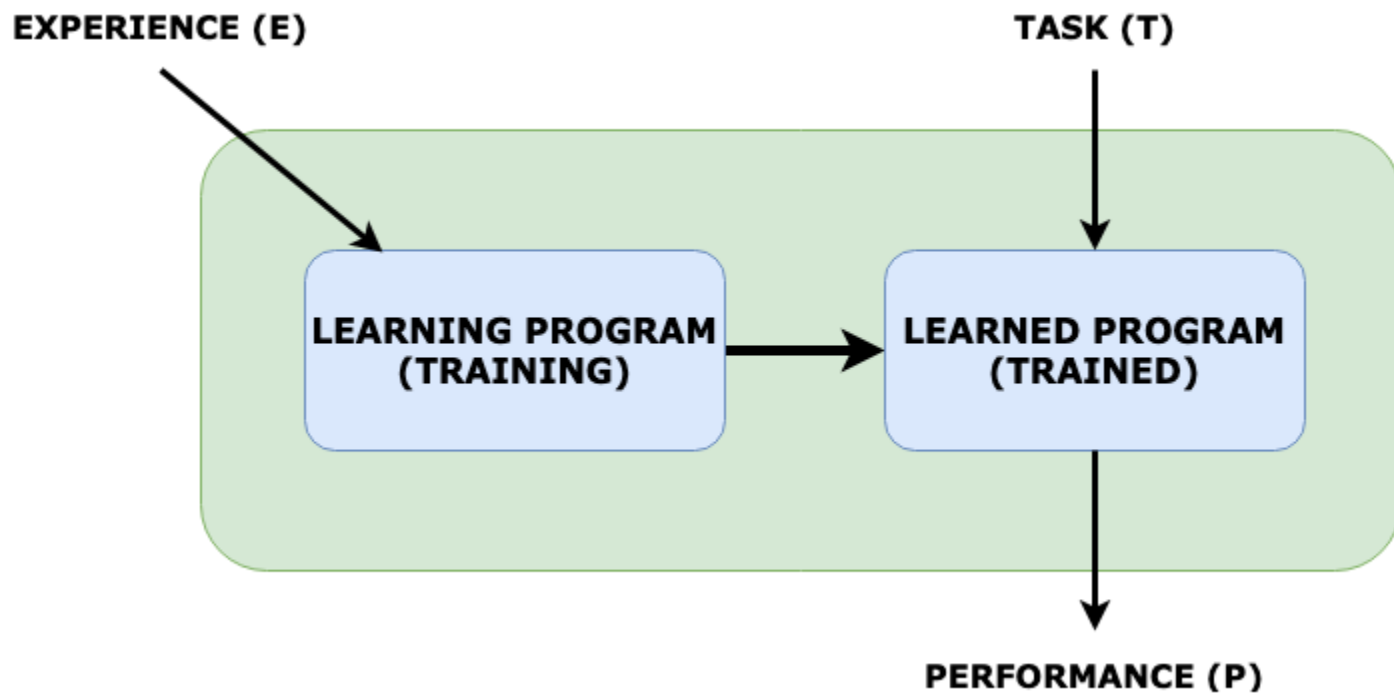 EXPERIENCE (E)
TASK (T)
LEARNING PROGRAM
(TRAINING)
LEARNED PROGRAM
(TRAINED)
PERFORMANCE (P)